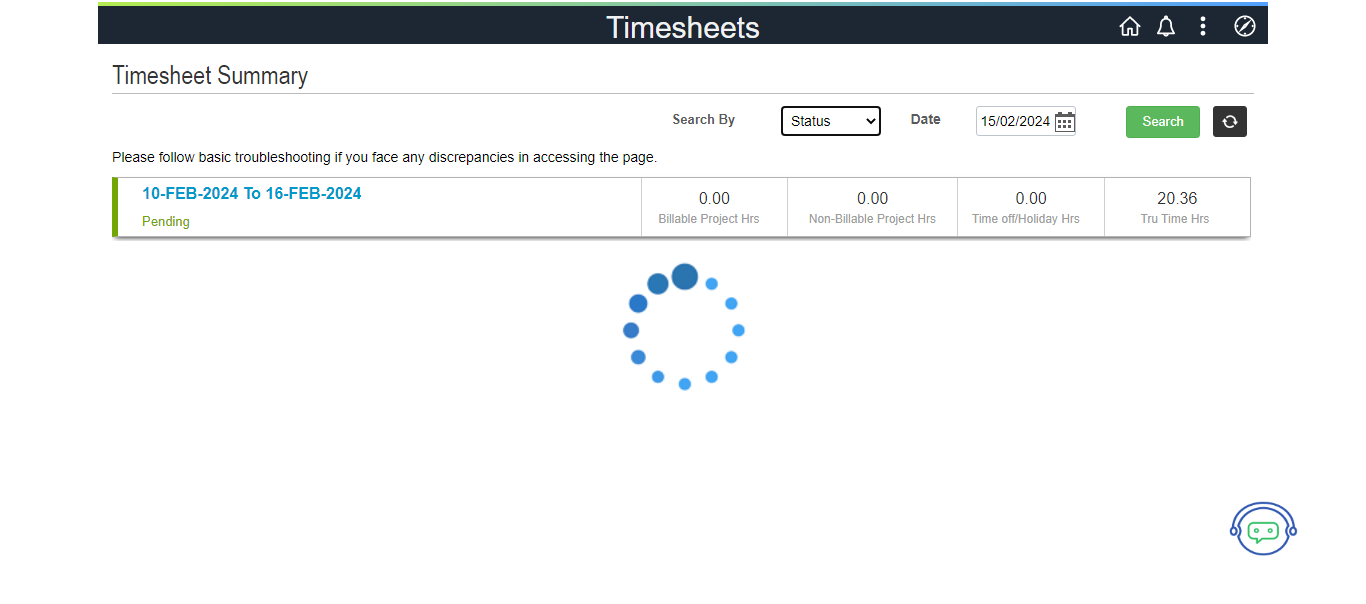 Timesheets
Timesheet Summary
Search By Status Date 15/02/2024 Search
Please follow basic troubleshooting if you face any discrepancies in accessing the page.
10-FEB-2024 To 16-FEB-2024
Pending
0.00 0.00 0.00 20.36
Billable Project Hrs Non-Billable Project Hrs Time off/Holiday Hrs Tru Time Hrs